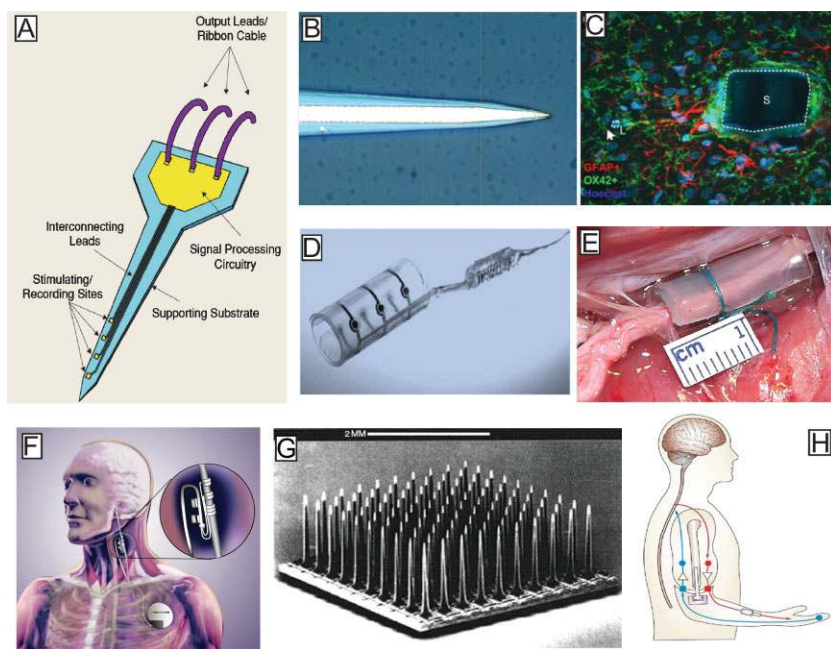 A
Output Leads/
Ribbon Cable
Interconnecting
Leads
Signal Processing
Circuitry
Stimulating/
Recording Sites
Supporting Substrate
B
C
S
L
GFAP+
OX42+
Hoechst
D
E
cm 1
F
G
2 MM
H